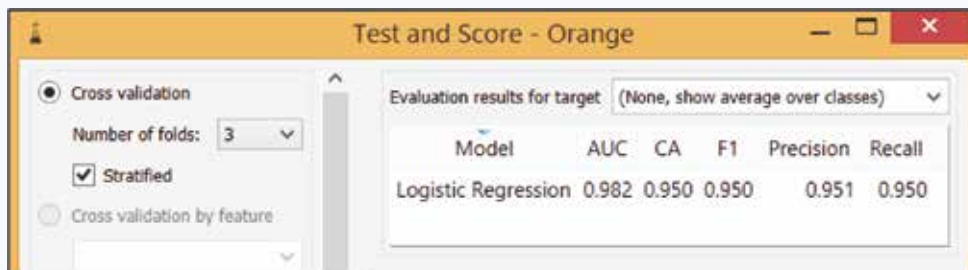 Test and Score - Orange
Cross validation
Number of folds: 3
Stratified
Cross validation by feature
Evaluation results for target (None, show average over classes)
Model AUC CA F1 Precision Recall
Logistic Regression 0.982 0.950 0.950 0.951 0.950